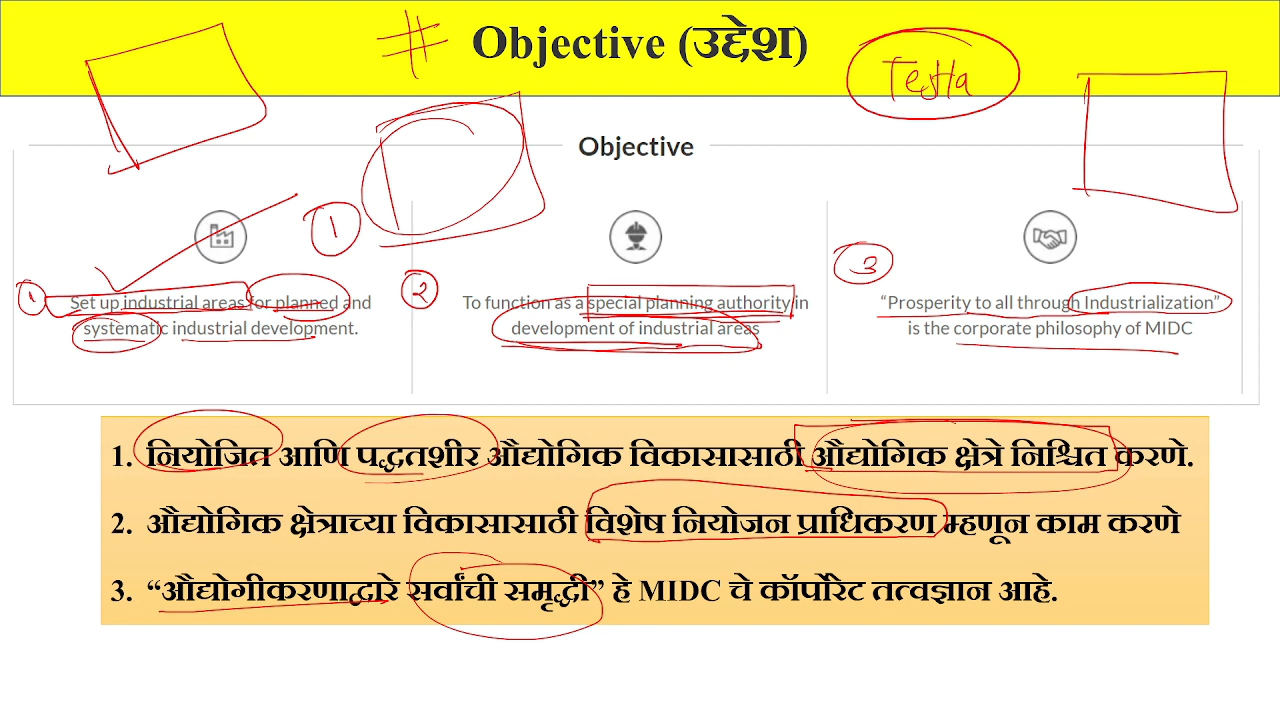 # Objective (उद्देश)
Testla
Objective
1
1 Set up industrial areas for planned and
systematic industrial development.
2 To function as a special planning authority in
development of industrial areas
3 “Prosperity to all through Industrialization”
is the corporate philosophy of MIDC
1. नियोजित आणि पद्धतशीर औद्योगिक विकासासाठी औद्योगिक क्षेत्रे निश्चित करणे.
2. औद्योगिक क्षेत्राच्या विकासासाठी विशेष नियोजन प्राधिकरण म्हणून काम करणे
3. “औद्योगीकरणाद्वारे सर्वांची समृद्धी” हे MIDC चे कॉर्पोरेट तत्वज्ञान आहे.